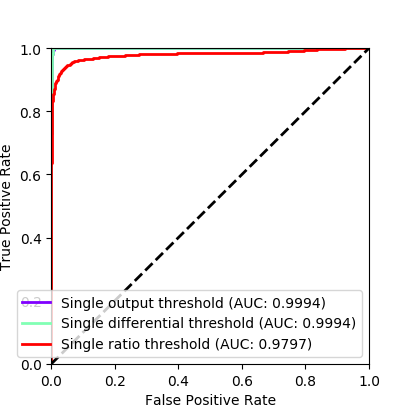 1.0
0.8
0.6
0.4
0.2
0.0
True Positive Rate
Single output threshold (AUC: 0.9994)
Single differential threshold (AUC: 0.9994)
Single ratio threshold (AUC: 0.9797)
0.0 0.2 0.4 0.6 0.8 1.0
False Positive Rate